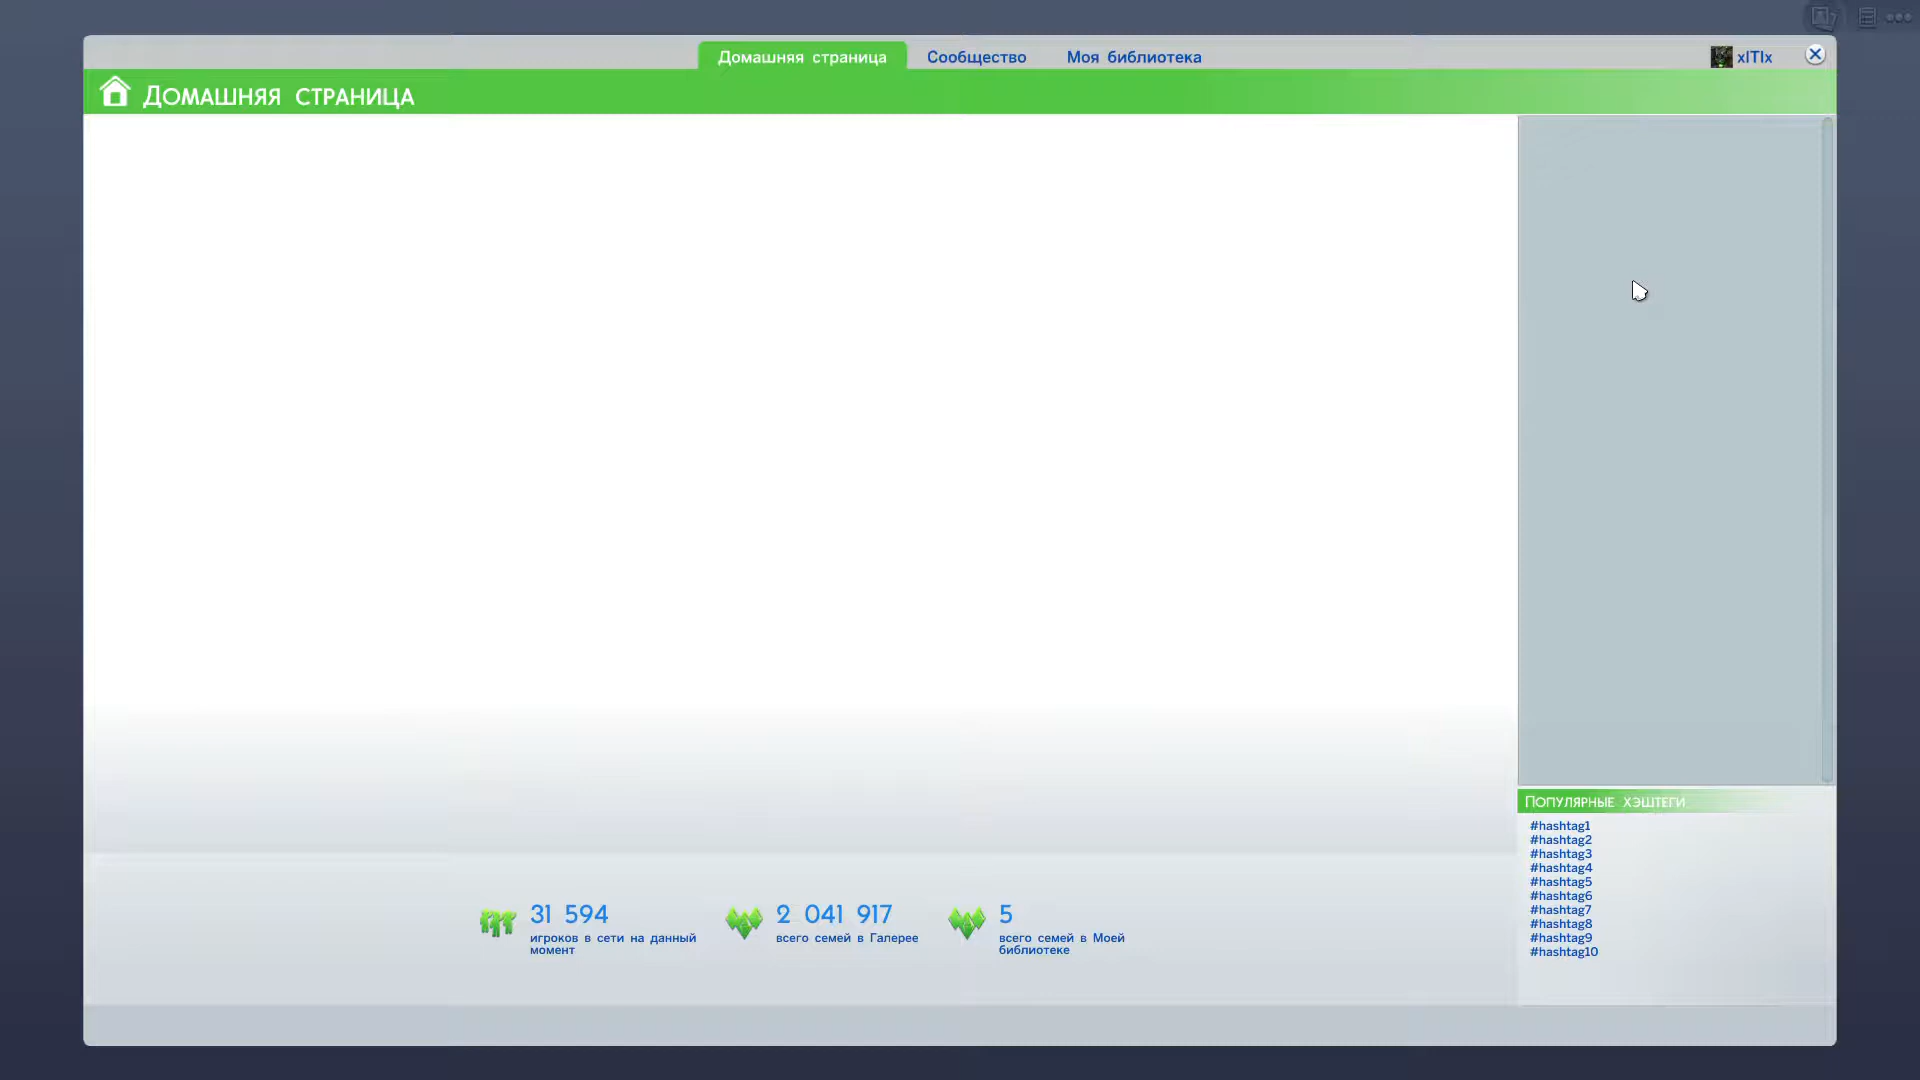 Домашняя страница
Сообщество
Моя библиотека
xITIx
Домашняя страница
Популярные хэштеги
#hashtag1
#hashtag2
#hashtag3
#hashtag4
#hashtag5
#hashtag6
#hashtag7
#hashtag8
#hashtag9
#hashtag10
31 594
игроков в сети на данный
момент
2 041 917
всего семей в Галерее
5
всего семей в Моей
библиотеке